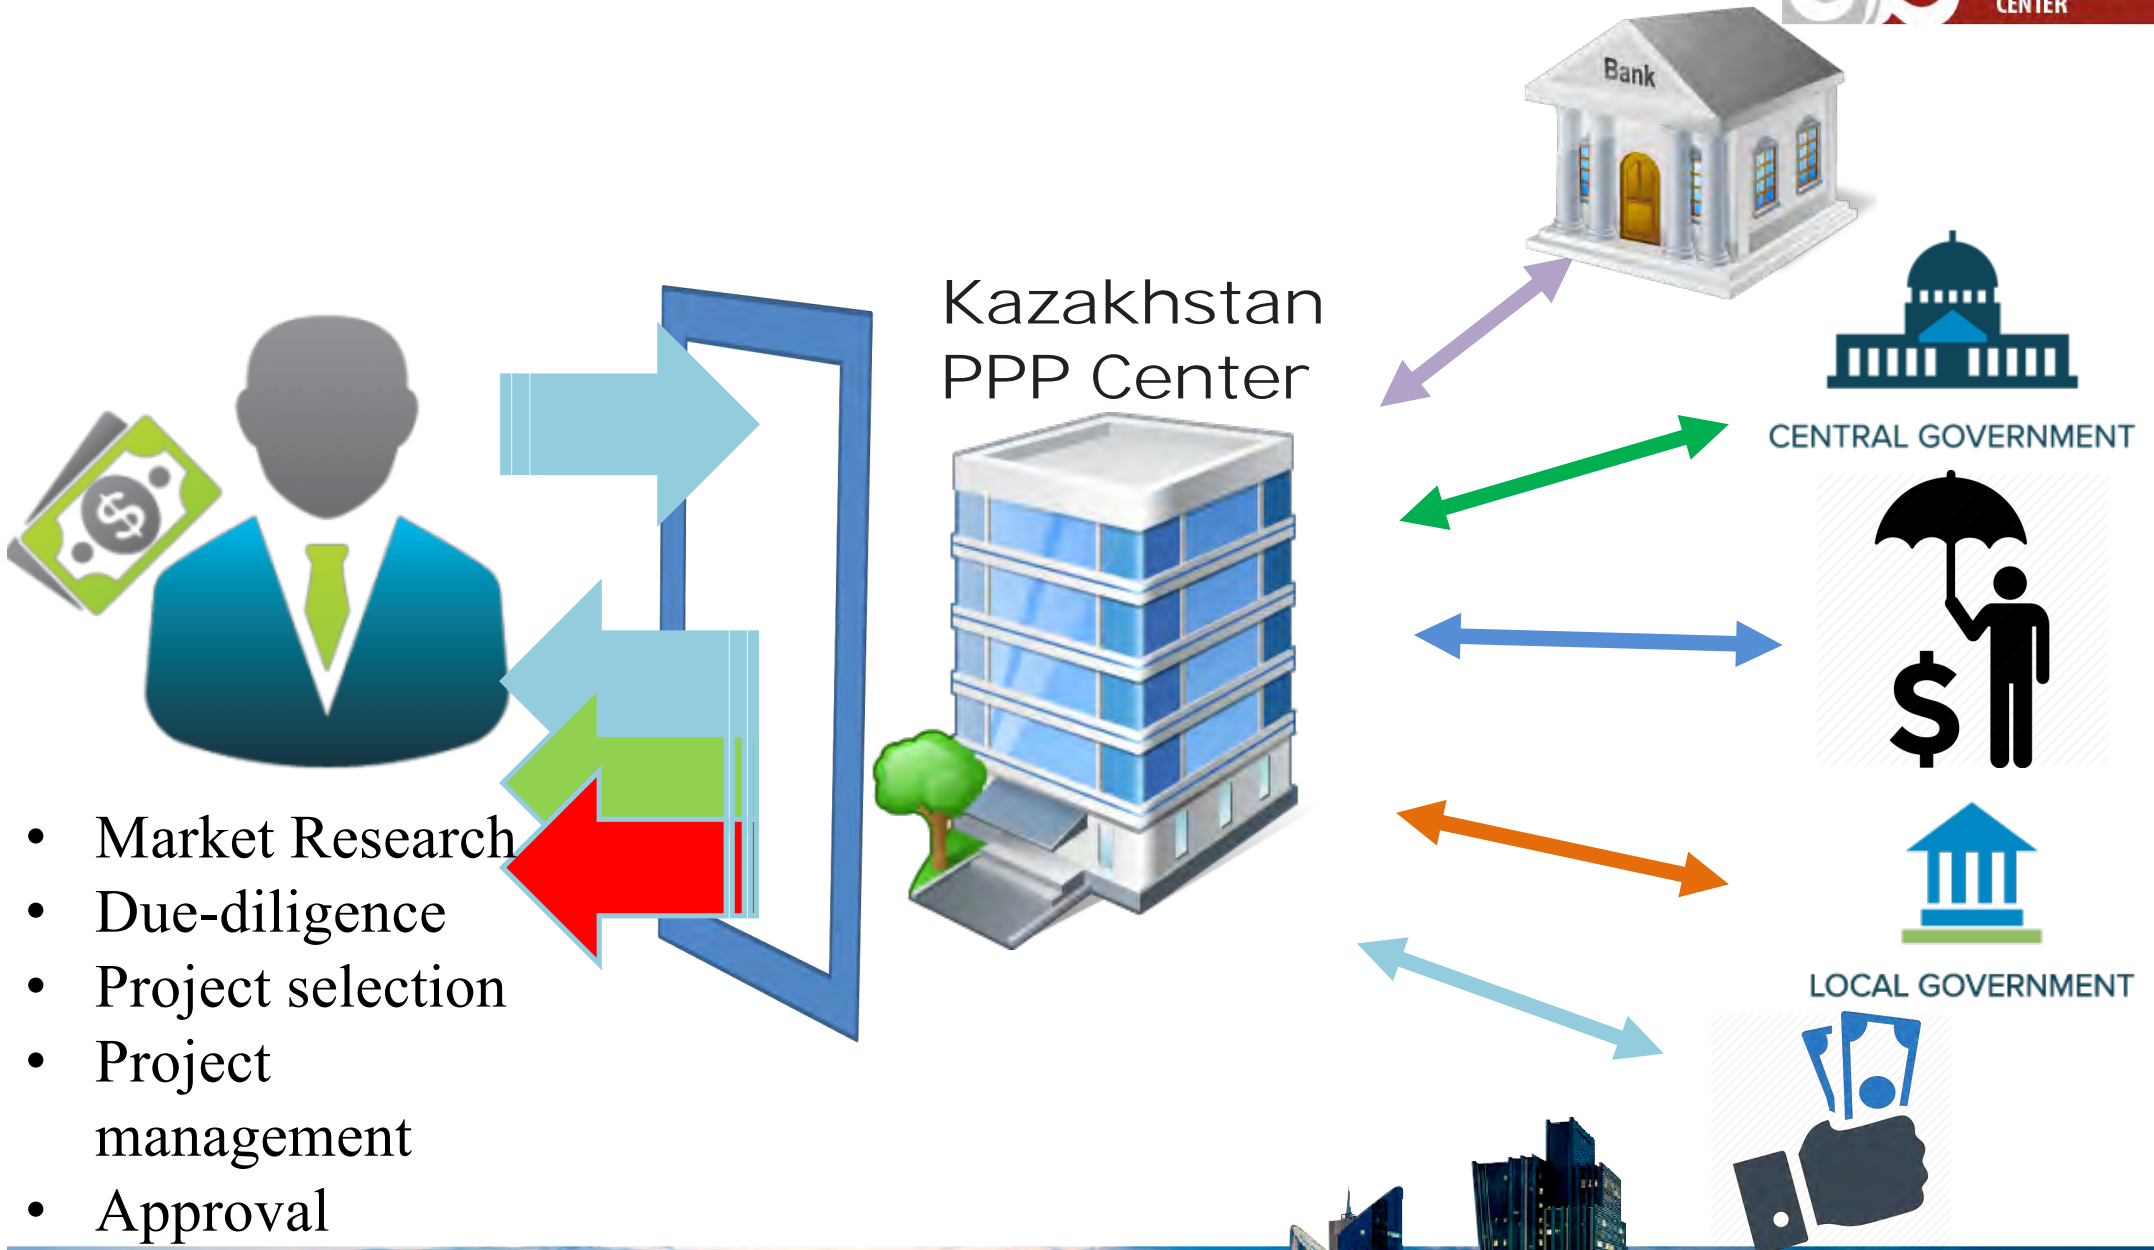 CENTER
Bank
Kazakhstan
PPP Center
CENTRAL GOVERNMENT
$
$
• Market Research
• Due-diligence
• Project selection
• Project
management
• Approval
LOCAL GOVERNMENT